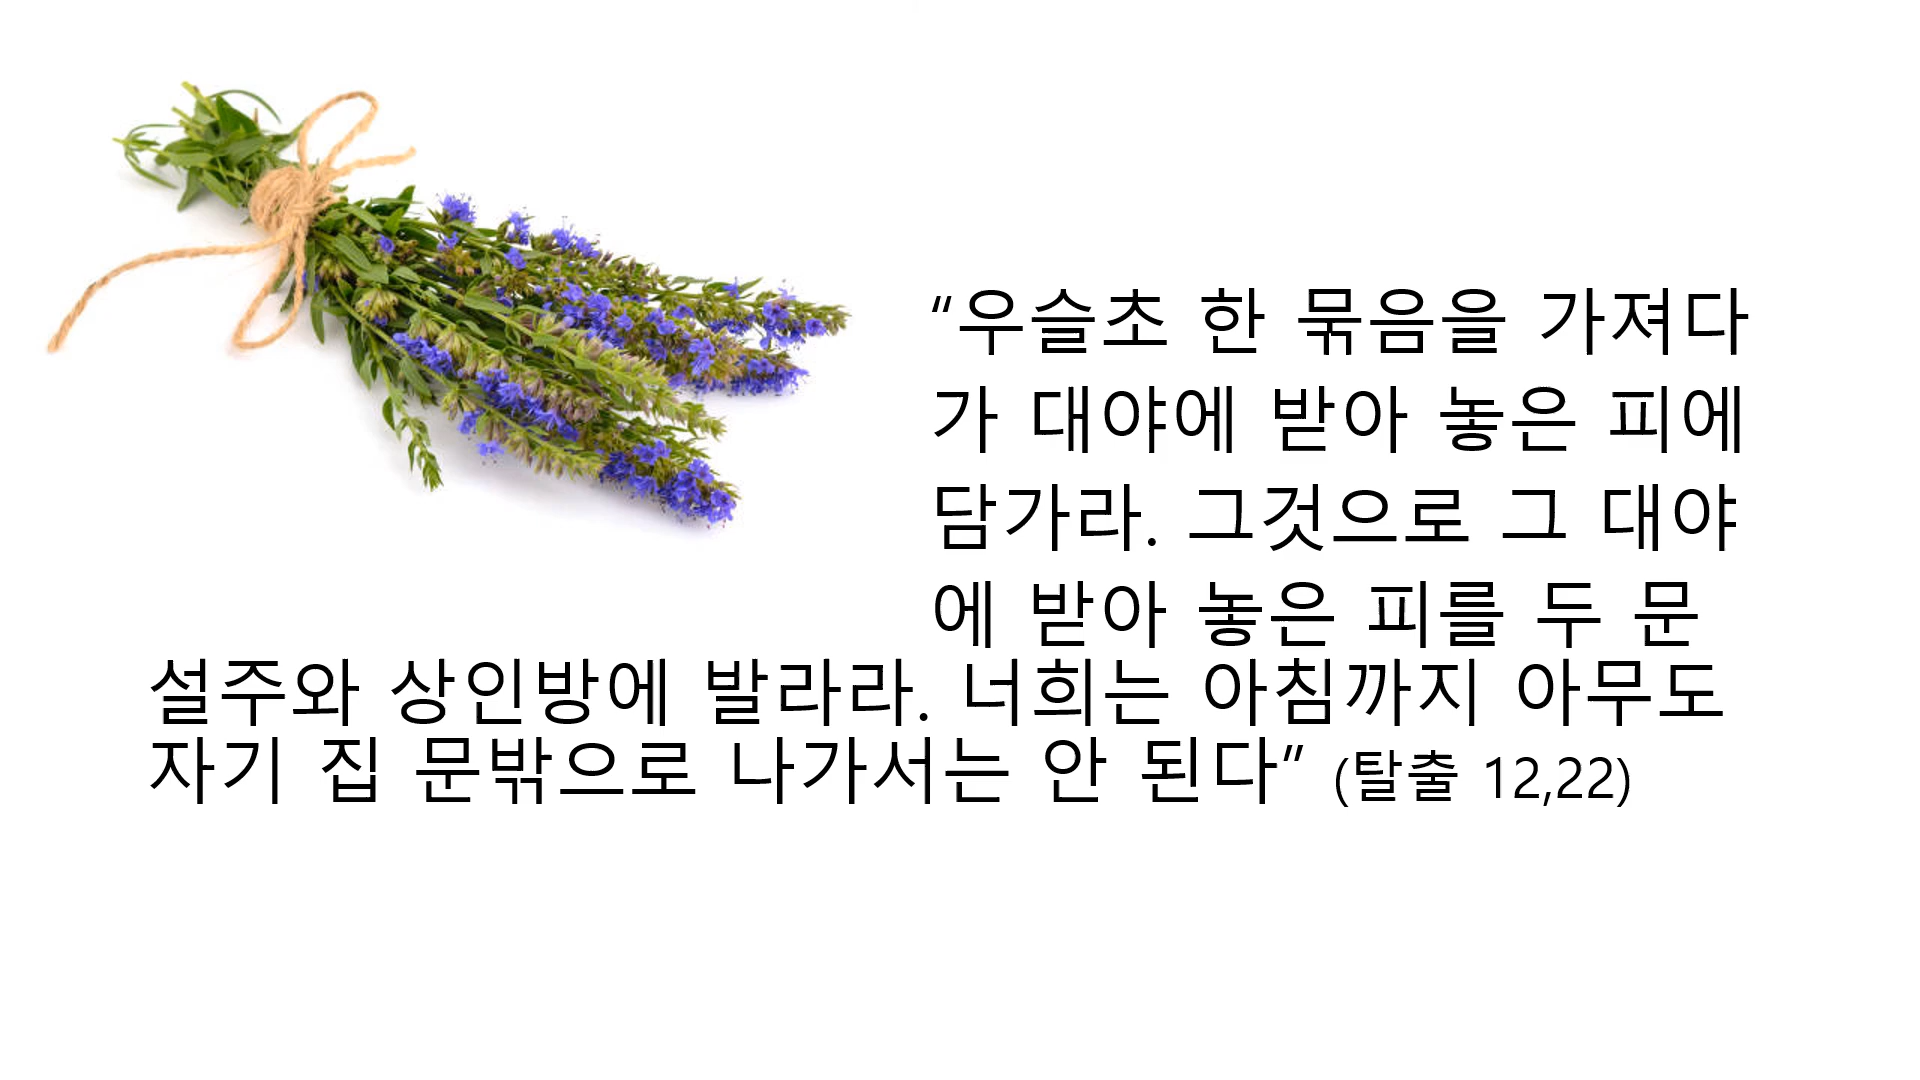 “우슬초 한 묶음을 가져다
가 대야에 받아 놓은 피에
담가라. 그것으로 그 대야
에 받아 놓은 피를 두 문
설주와 상인방에 발라라. 너희는 아침까지 아무도
자기 집 문밖으로 나가서는 안 된다” (탈출 12,22)